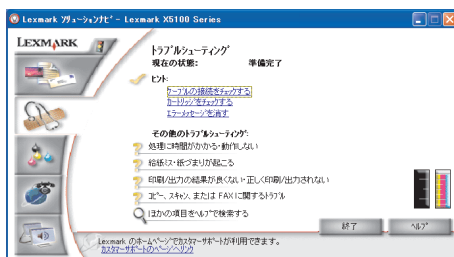 Lexmark ソリューションナビ - Lexmark X5100 Series
LEXMARK
トラブルシューティング
現在の状態: 準備完了
ヒント:
ケーブルの接続をチェックする
カートリッジをチェックする
エラーメッセージを消す
その他のトラブルシューティング:
処理に時間がかかる・動作しない
給紙ミス・紙づまりが起こる
印刷/出力の結果が良くない・正しく印刷/出力されない
コピー、スキャン、または FAX に関するトラブル
ほかの項目をヘルプで検索する
終了 ヘルプ
Lexmark のホームページでカスタマーサポートが利用できます。
カスタマーサポートのページへリンク